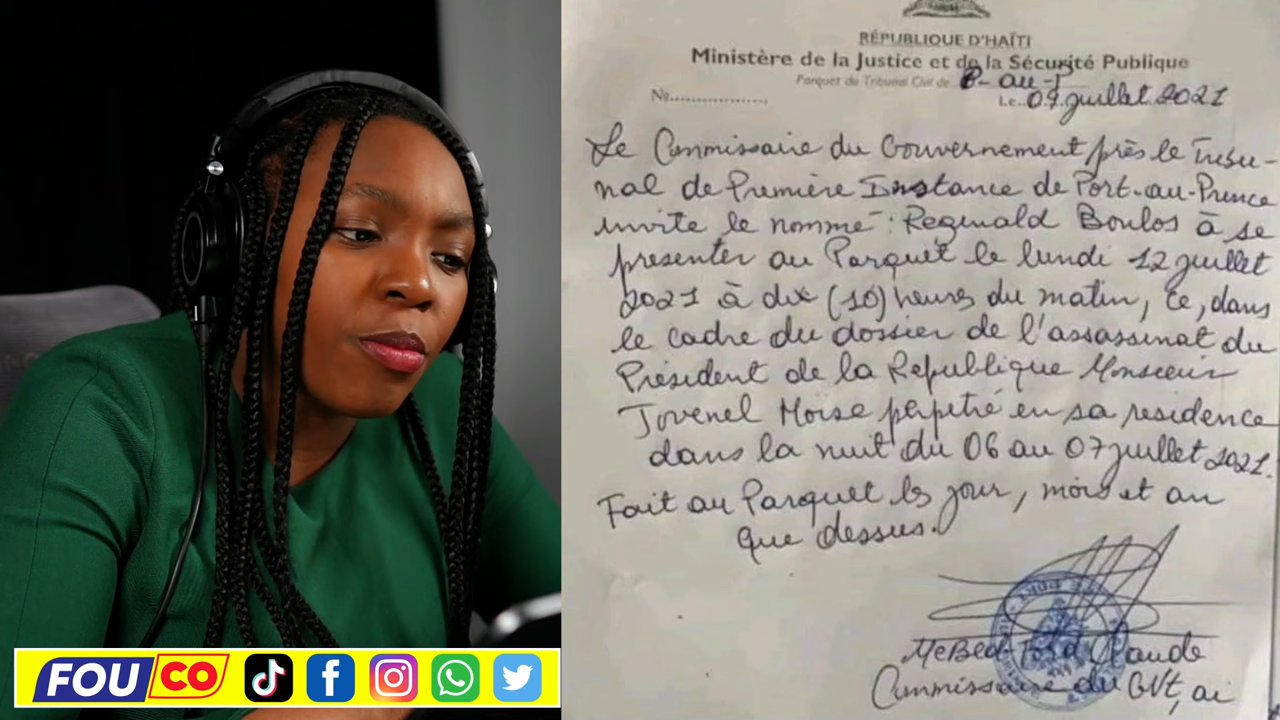 RÉPUBLIQUE D'HAÏTI
Ministère de la Justice et de la Sécurité Publique
Parquet du Tribunal Civil de P-au-P
No..................
Le..09 juillet 2021
Le Commissaire du Gouvernement près le Tribu-
nal de Première Instance de Port-au-Prince
invite le nommé : Reginald Boulos à se
présenter au Parquet le lundi 12 juillet
2021 à dix (10) heures du matin, ce, dans
le cadre du dossier de l'assassinat du
Président de la République Monsieur
Jovenel Moïse perpétré en sa résidence
dans la nuit du 06 au 07 juillet 2021.
Fait au Parquet les jour, mois et an
que dessus.
Me Bed-Ford Claude
Commissaire du GVt, ai
FOUCO